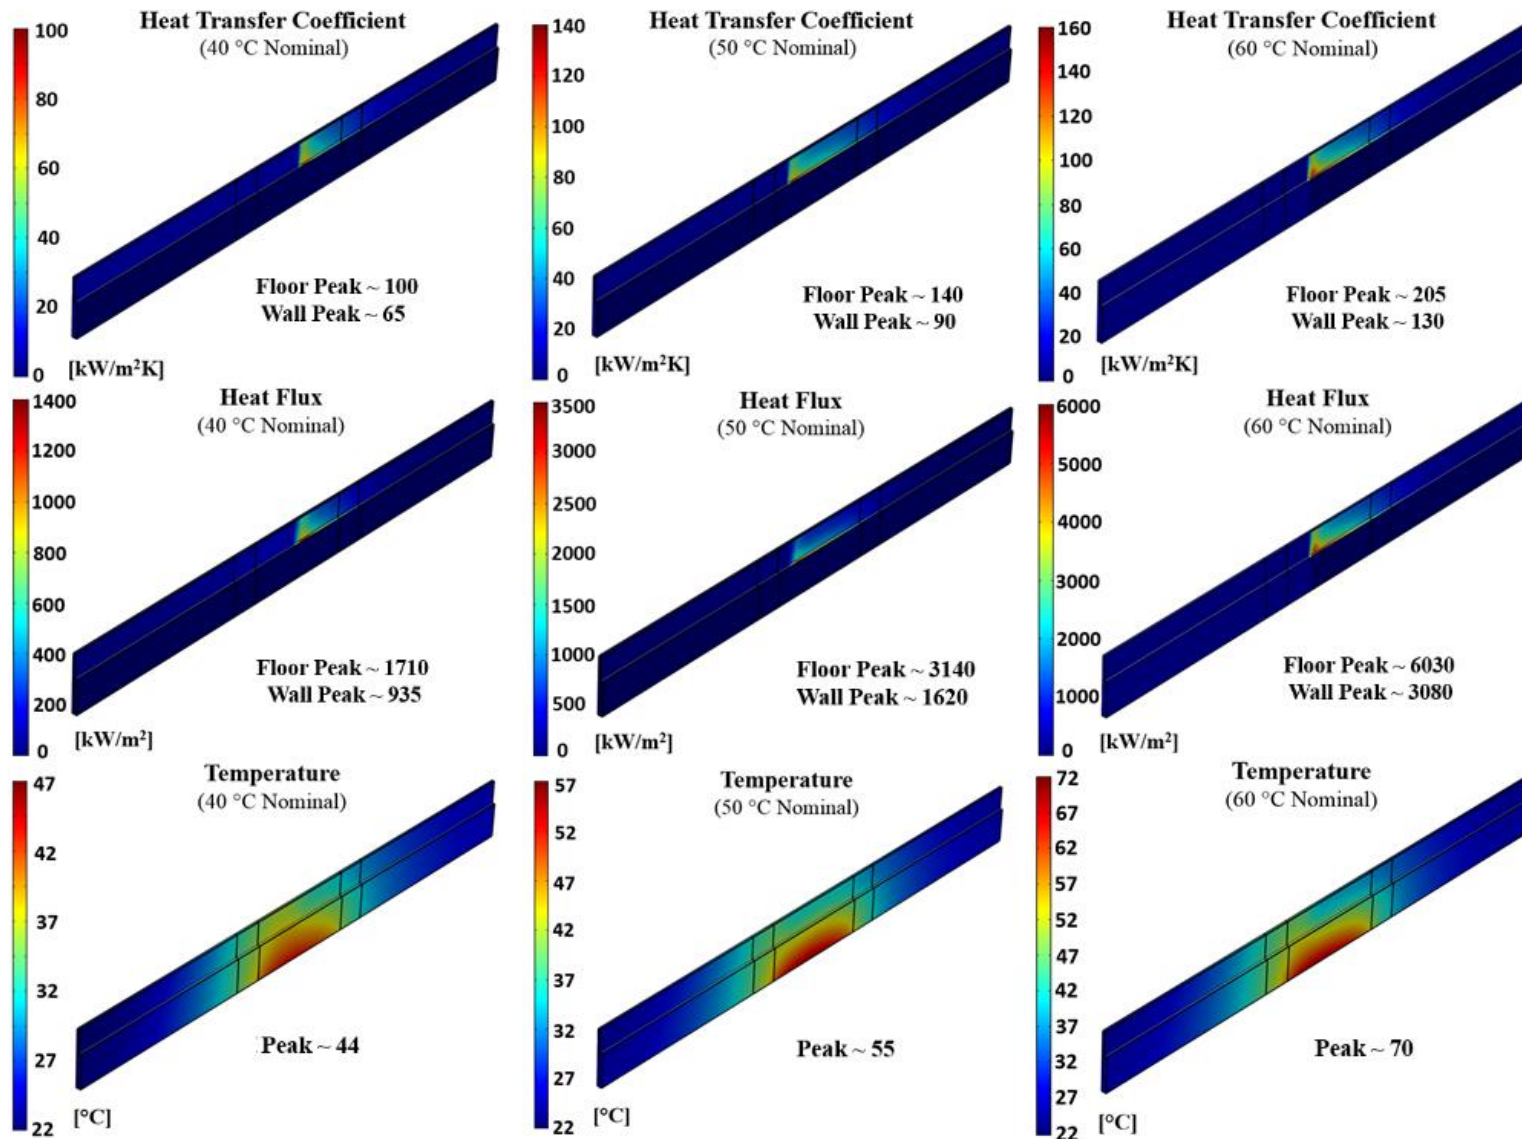 Heat Transfer Coefficient
(40 °C Nominal)
100
80
60
40
20
0
[kW/m²K]
Floor Peak ~ 100
Wall Peak ~ 65
Heat Transfer Coefficient
(50 °C Nominal)
140
120
100
80
60
40
20
0
[kW/m²K]
Floor Peak ~ 140
Wall Peak ~ 90
Heat Transfer Coefficient
(60 °C Nominal)
160
140
120
100
80
60
40
20
0
[kW/m²K]
Floor Peak ~ 205
Wall Peak ~ 130
Heat Flux
(40 °C Nominal)
1400
1200
1000
800
600
400
200
0
[kW/m²]
Floor Peak ~ 1710
Wall Peak ~ 935
Heat Flux
(50 °C Nominal)
3500
3000
2500
2000
1500
1000
500
0
[kW/m²]
Floor Peak ~ 3140
Wall Peak ~ 1620
Heat Flux
(60 °C Nominal)
6000
5000
4000
3000
2000
1000
0
[kW/m²]
Floor Peak ~ 6030
Wall Peak ~ 3080
Temperature
(40 °C Nominal)
47
42
37
32
27
22
[°C]
Peak ~ 44
Temperature
(50 °C Nominal)
57
52
47
42
37
32
27
22
[°C]
Peak ~ 55
Temperature
(60 °C Nominal)
72
67
62
57
52
47
42
37
32
27
22
[°C]
Peak ~ 70